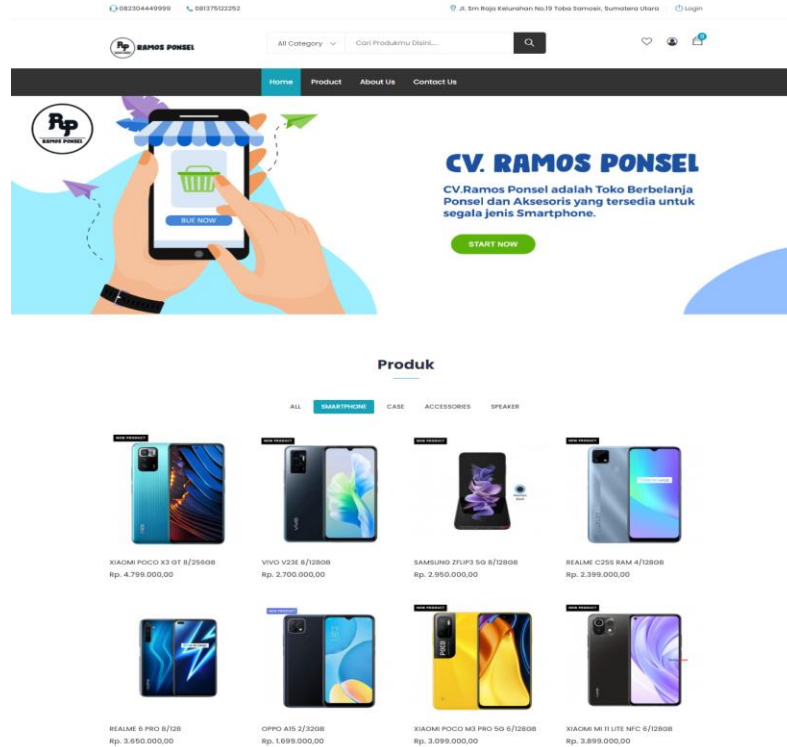 082304449999 081375122252 Jl. Sm Raja Kelurahan No.19 Toba Samosir, Sumatera Utara Login
RP RAMOS PONSEL All Category Cari Produkmu Disini.... 0
Home Product About Us Contact Us
RP
RAMOS PONSEL
BUE NOW
CV. RAMOS PONSEL
CV.Ramos Ponsel adalah Toko Berbelanja
Ponsel dan Aksesoris yang tersedia untuk
segala jenis Smartphone.
START NOW
Produk
ALL SMARTPHONE CASE ACCESSORIES SPEAKER
NEW PRODUCT NEW PRODUCT NEW PRODUCT NEW PRODUCT
XIAOMI POCO X3 GT 8/256GB VIVO V23E 8/128GB SAMSUNG ZFLIP3 5G 8/128GB REALME C25S RAM 4/128GB
Rp. 4.799.000,00 Rp. 2.700.000,00 Rp. 2.950.000,00 Rp. 2.399.000,00
NEW PRODUCT NEW PRODUCT NEW PRODUCT
POCO
REALME 6 PRO 8/128 OPPO A15 2/32GB XIAOMI POCO M3 PRO 5G 6/128GB XIAOMI MI 11 LITE NFC 6/128GB
Rp. 3.650.000,00 Rp. 1.699.000,00 Rp. 3.099.000,00 Rp. 3.899.000,00